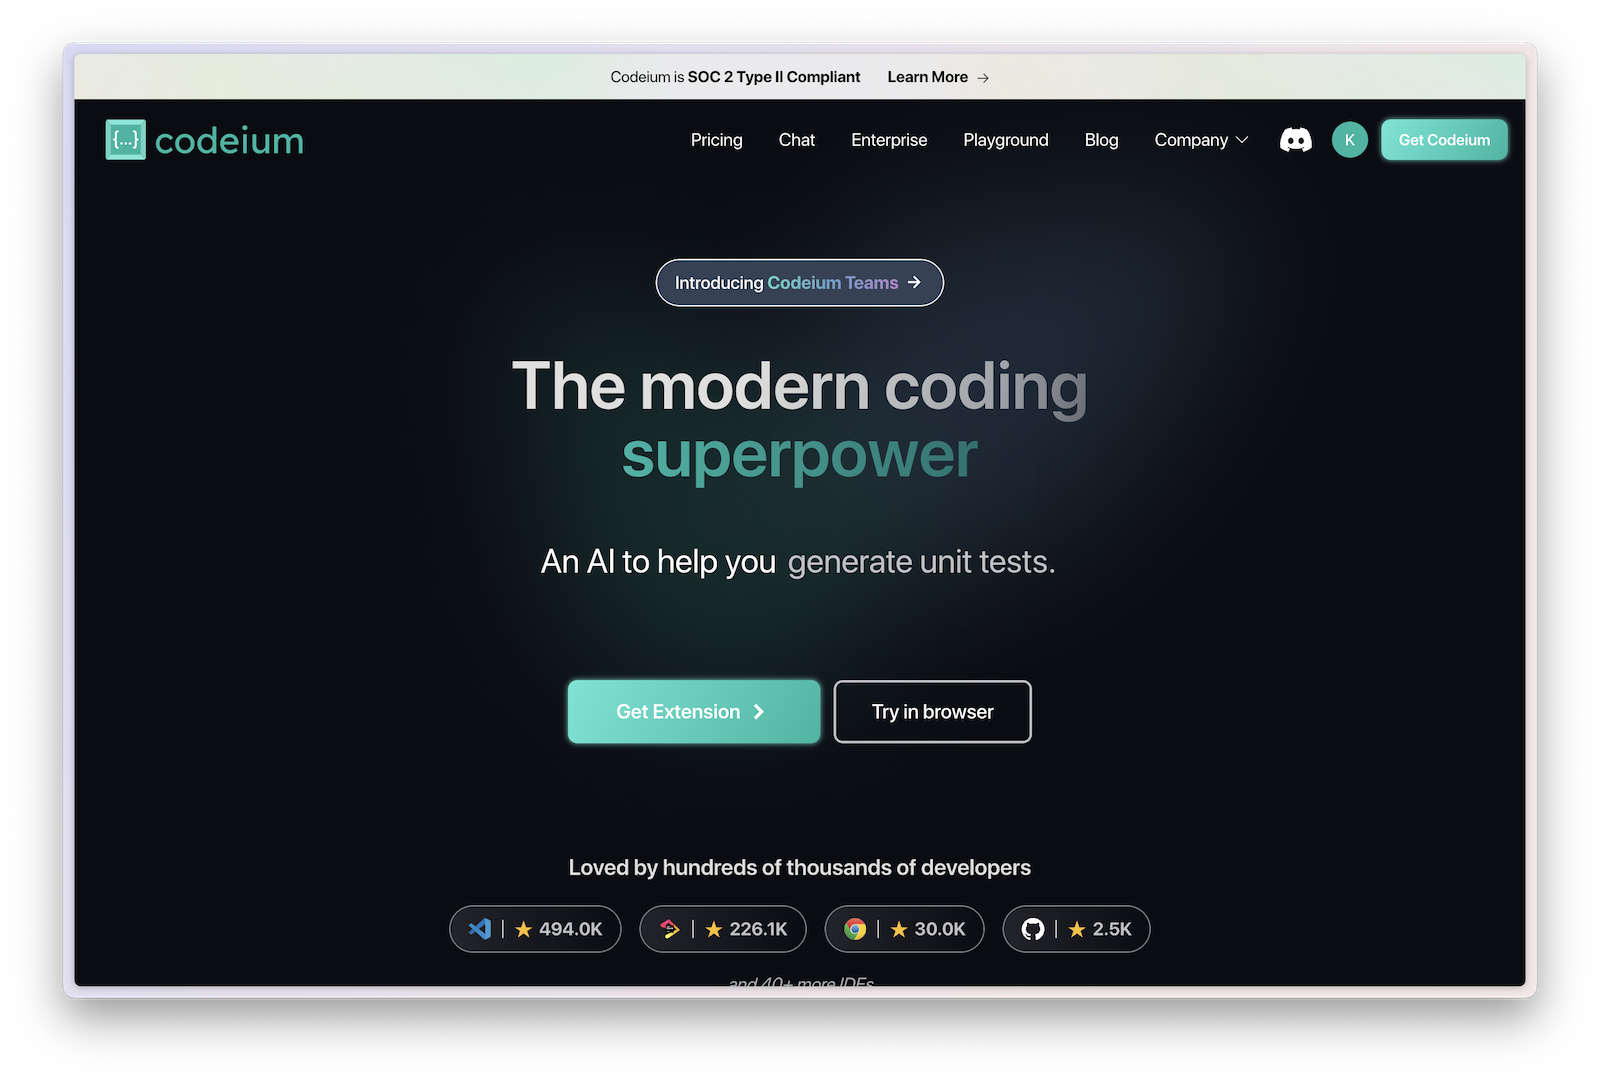 Codeium is SOC 2 Type II Compliant Learn More →
{...} codeium Pricing Chat Enterprise Playground Blog Company K Get Codeium
Introducing Codeium Teams →
The modern coding
superpower
An AI to help you generate unit tests.
Get Extension Try in browser
Loved by hundreds of thousands of developers
| ★ 494.0K | ★ 226.1K | ★ 30.0K | ★ 2.5K
and 40+ more IDEs